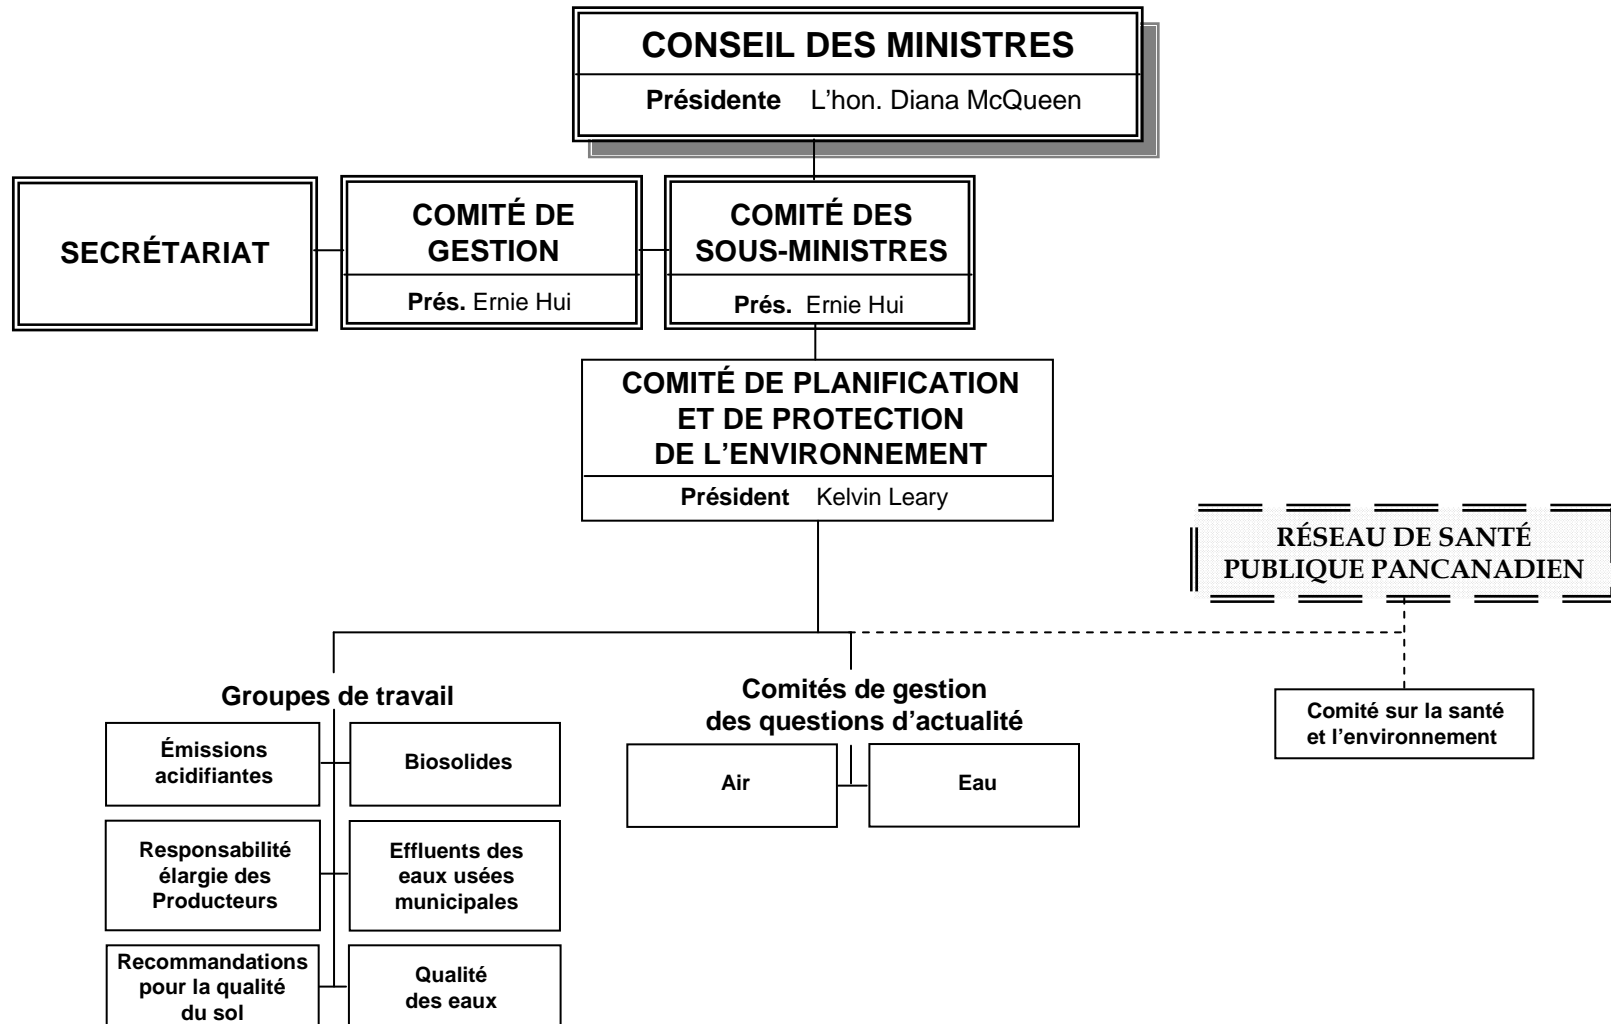 CONSEIL DES MINISTRES
Présidente L'hon. Diana McQueen
SECRÉTARIAT
COMITÉ DE
GESTION
Prés. Ernie Hui
COMITÉ DES
SOUS-MINISTRES
Prés. Ernie Hui
COMITÉ DE PLANIFICATION
ET DE PROTECTION
DE L'ENVIRONNEMENT
Président Kelvin Leary
RÉSEAU DE SANTÉ
PUBLIQUE PANCANADIEN
Groupes de travail
Émissions
acidifiantes
Biosolides
Responsabilité
élargie des
Producteurs
Effluents des
eaux usées
municipales
Recommandations
pour la qualité
du sol
Qualité
des eaux
Comités de gestion
des questions d'actualité
Air
Eau
Comité sur la santé
et l'environnement